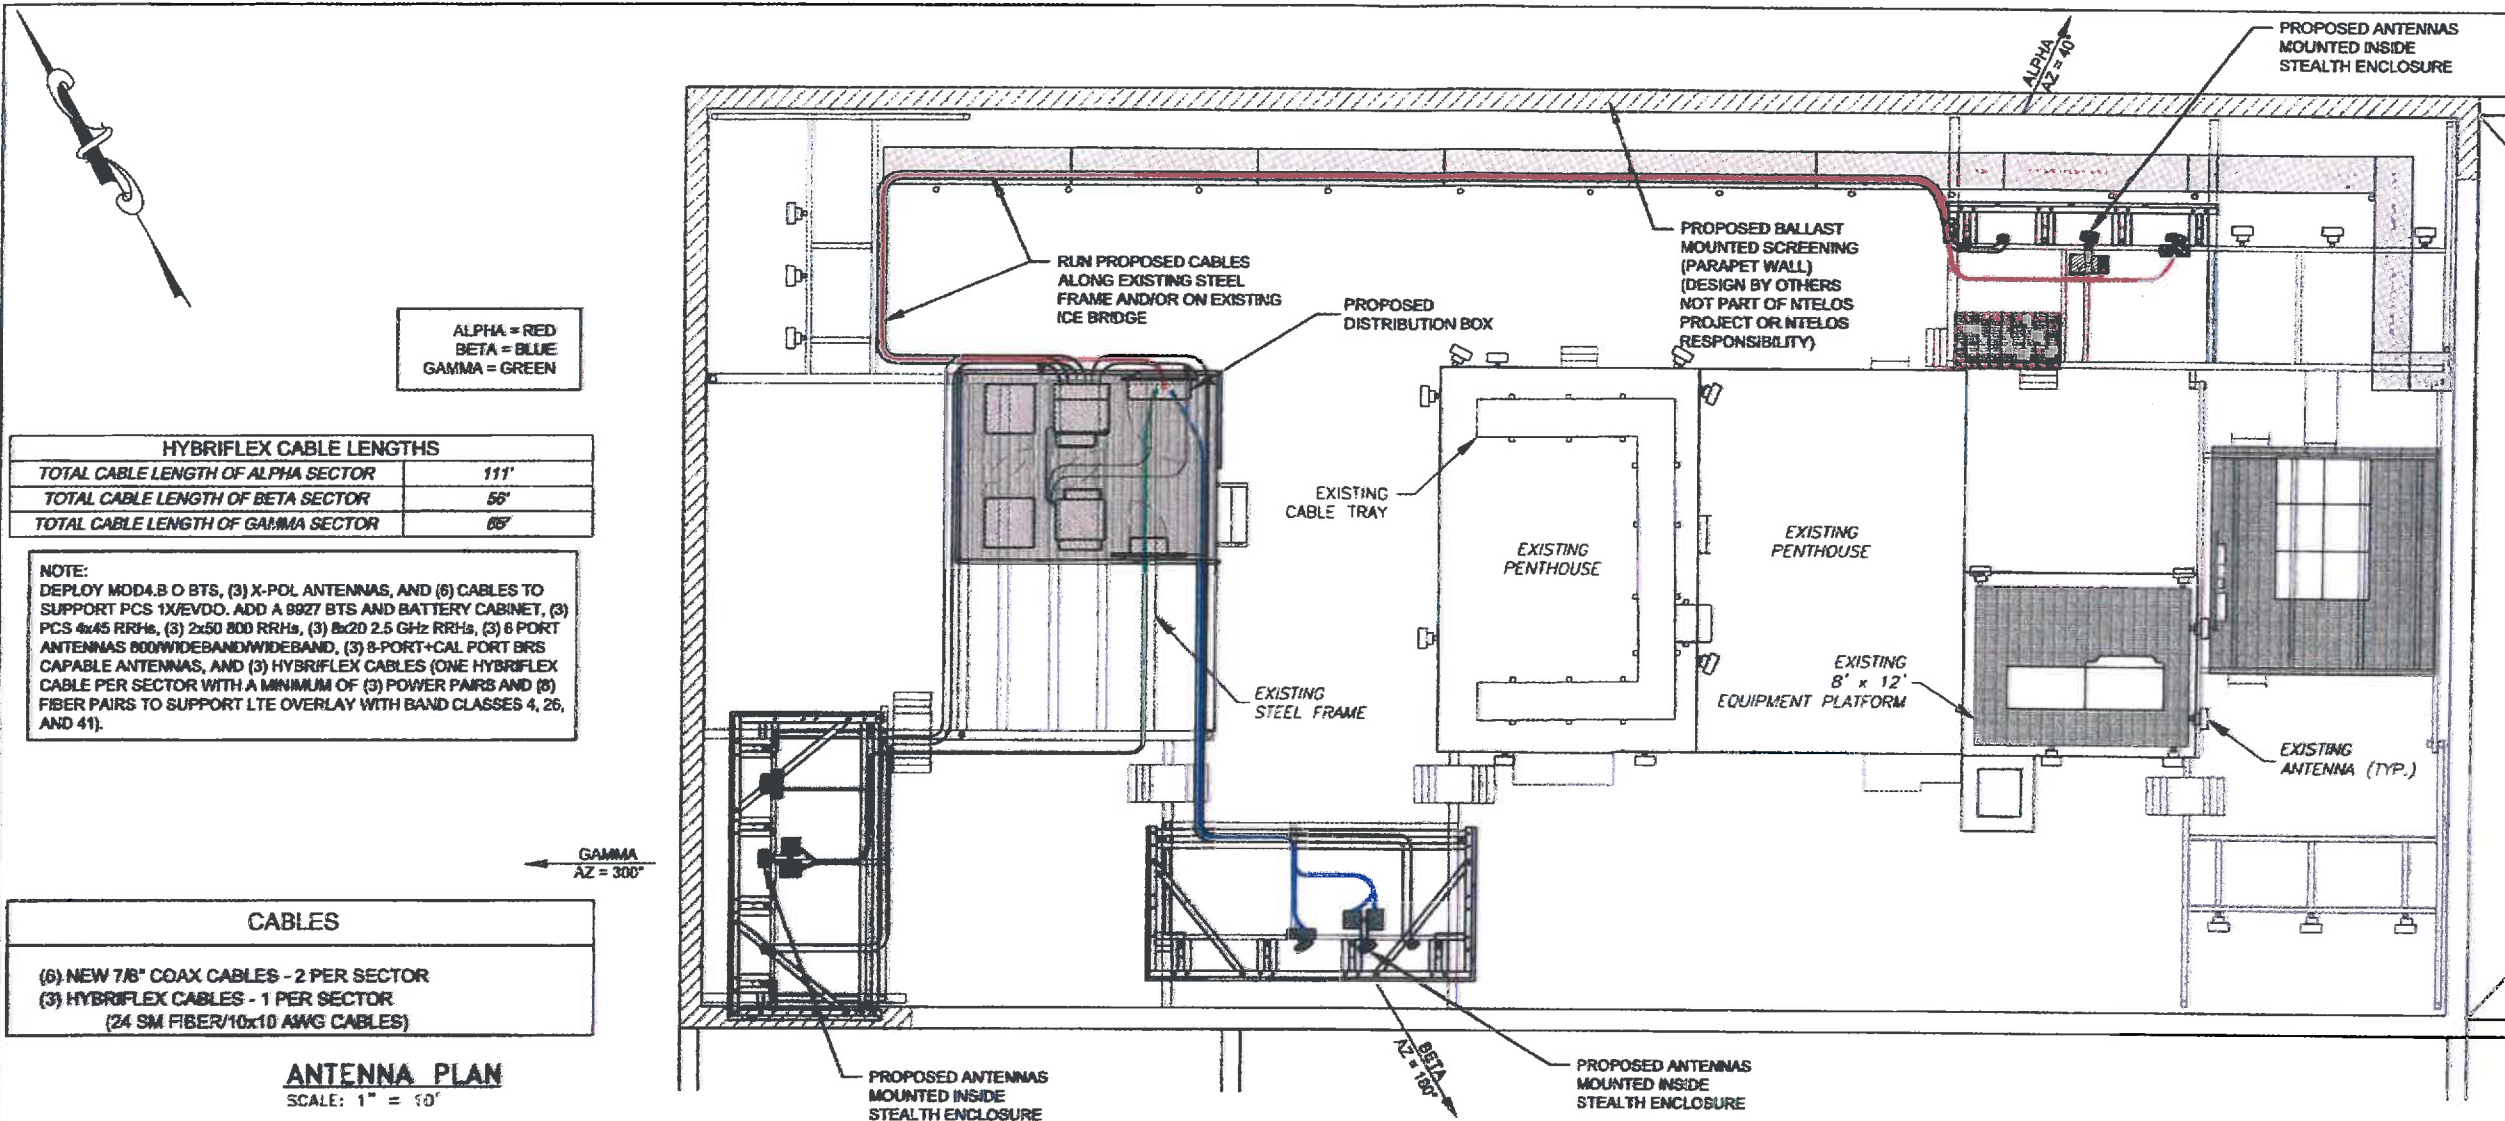 PROPOSED ANTENNAS
MOUNTED INSIDE
STEALTH ENCLOSURE
ALPHA
AZ = 40°
RUN PROPOSED CABLES
ALONG EXISTING STEEL
FRAME AND/OR ON EXISTING
ICE BRIDGE
PROPOSED
DISTRIBUTION BOX
PROPOSED BALLAST
MOUNTED SCREENING
(PARAPET WALL)
(DESIGN BY OTHERS
NOT PART OF NTELOS
PROJECT OR NTELOS
RESPONSIBILITY)
ALPHA = RED
BETA = BLUE
GAMMA = GREEN
HYBRIFLEX CABLE LENGTHS
TOTAL CABLE LENGTH OF ALPHA SECTOR 111'
TOTAL CABLE LENGTH OF BETA SECTOR 56'
TOTAL CABLE LENGTH OF GAMMA SECTOR 65'
NOTE:
DEPLOY MOD4.B O BTS, (3) X-POL ANTENNAS, AND (6) CABLES TO
SUPPORT PCS 1X/EVDO. ADD A 9927 BTS AND BATTERY CABINET, (3)
PCS 4x45 RRHs, (3) 2x50 800 RRHs, (3) 8x20 2.5 GHz RRHs, (3) 6 PORT
ANTENNAS 800/WIDEBAND/WIDEBAND, (3) 8-PORT+CAL PORT BRS
CAPABLE ANTENNAS, AND (3) HYBRIFLEX CABLES (ONE HYBRIFLEX
CABLE PER SECTOR WITH A MINIMUM OF (3) POWER PAIRS AND
FIBER PAIRS TO SUPPORT LTE OVERLAY WITH BAND CLASSES 4, 26,
AND 41).
EXISTING
CABLE TRAY
EXISTING
PENTHOUSE
EXISTING
PENTHOUSE
EXISTING
STEEL FRAME
EXISTING
8' x 12'
EQUIPMENT PLATFORM
EXISTING
ANTENNA (TYP.)
GAMMA
AZ = 300°
CABLES
(6) NEW 7/8" COAX CABLES - 2 PER SECTOR
(3) HYBRIFLEX CABLES - 1 PER SECTOR
(24 SM FIBER/10x10 AWG CABLES)
ANTENNA PLAN
SCALE: 1" = 10'
PROPOSED ANTENNAS
MOUNTED INSIDE
STEALTH ENCLOSURE
BETA
AZ = 160°
PROPOSED ANTENNAS
MOUNTED INSIDE
STEALTH ENCLOSURE